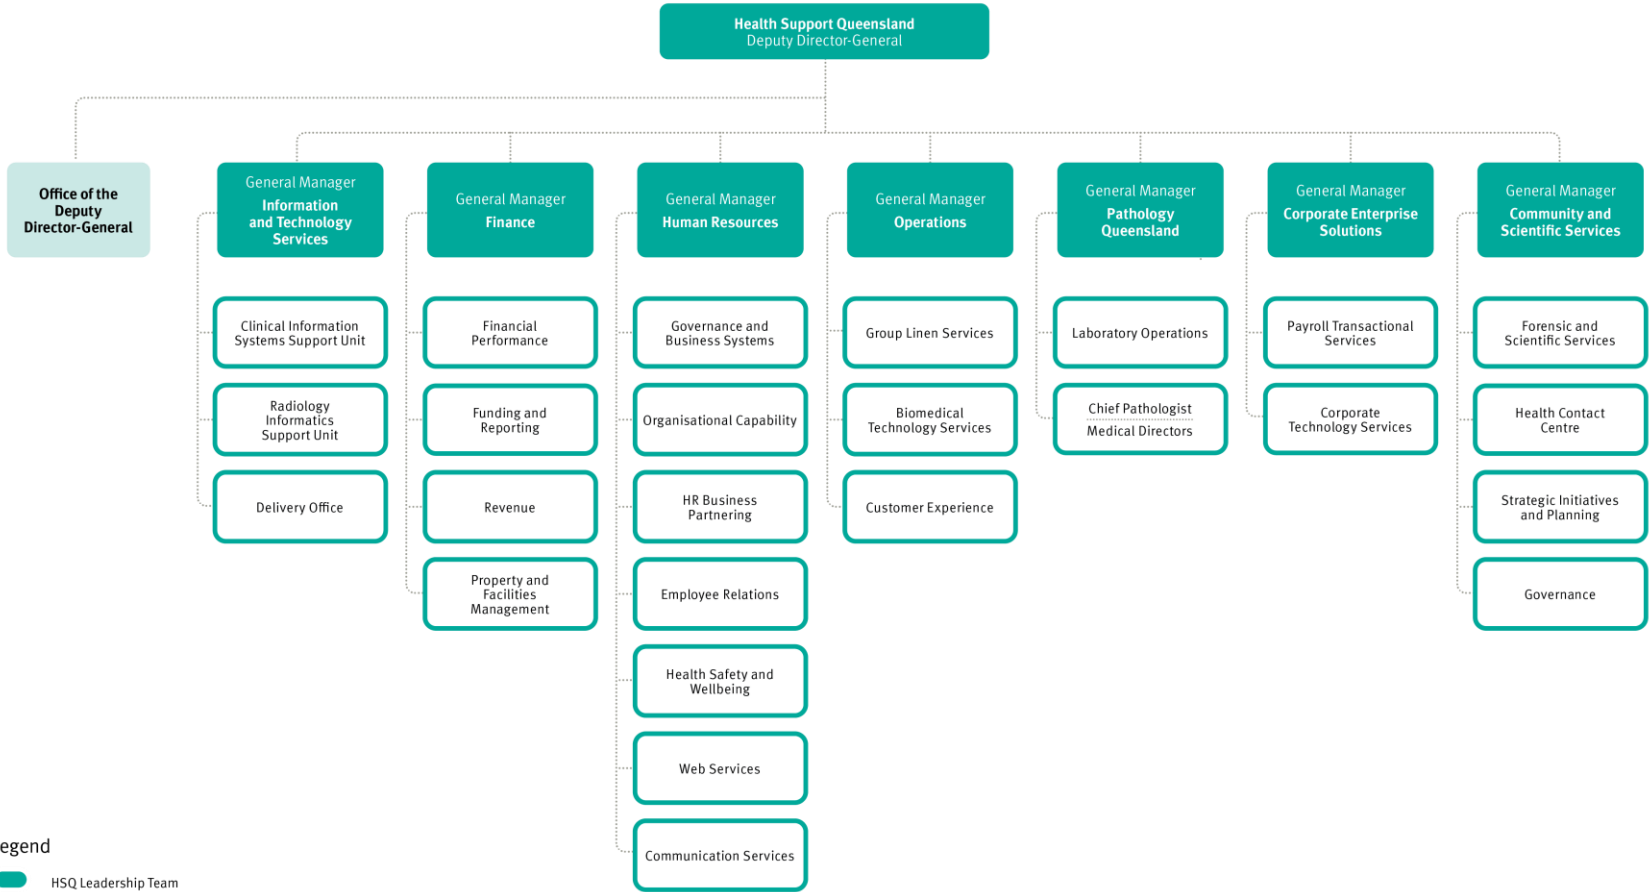 Health Support Queensland
Deputy Director-General
Office of the
Deputy
Director-General
General Manager
Information
and Technology
Services
General Manager
Finance
General Manager
Human Resources
General Manager
Operations
General Manager
Pathology
Queensland
General Manager
Corporate Enterprise
Solutions
General Manager
Community and
Scientific Services
Clinical Information
Systems Support Unit
Radiology
Informatics
Support Unit
Delivery Office
Financial
Performance
Funding and
Reporting
Revenue
Property and
Facilities
Management
Governance and
Business Systems
Organisational Capability
HR Business
Partnering
Employee Relations
Health Safety and
Wellbeing
Web Services
Communication Services
Group Linen Services
Biomedical
Technology Services
Customer Experience
Laboratory Operations
Chief Pathologist
Medical Directors
Payroll Transactional
Services
Corporate
Technology Services
Forensic and
Scientific Services
Health Contact
Centre
Strategic Initiatives
and Planning
Governance
egend
HSQ Leadership Team